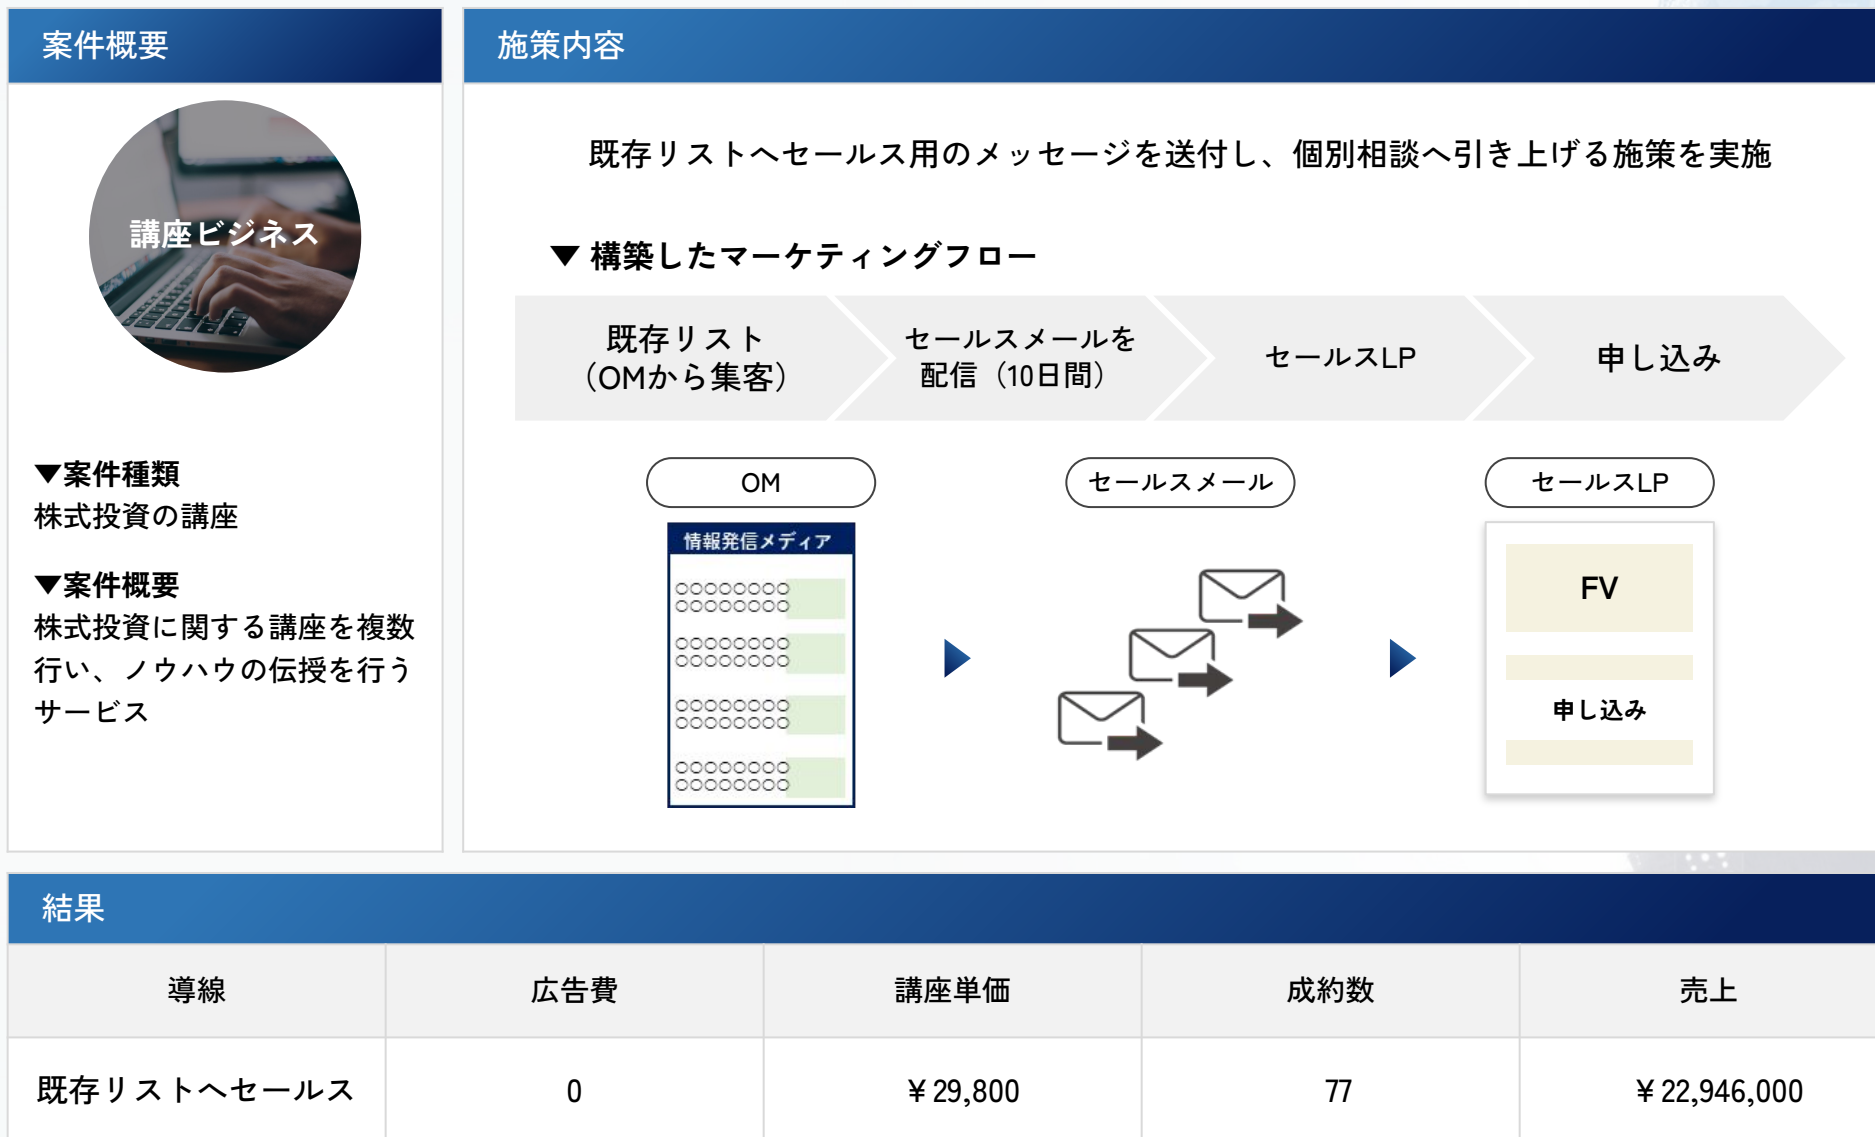 案件概要
講座ビジネス
▼案件種類
株式投資の講座
▼案件概要
株式投資に関する講座を複数
行い、ノウハウの伝授を行う
サービス
施策内容
既存リストへセールス用のメッセージを送付し、個別相談へ引き上げる施策を実施
▼ 構築したマーケティングフロー
既存リスト
（OMから集客）
セールスメールを
配信（10日間）
セールスLP
申し込み
OM
情報発信メディア
○○○○○○○○
○○○○○○○○
○○○○○○○○
○○○○○○○○
○○○○○○○○
○○○○○○○○
○○○○○○○○
○○○○○○○○
セールスメール
セールスLP
FV
申し込み
結果
導線 広告費 講座単価 成約数 売上
既存リストへセールス 0 ￥29,800 77 ￥22,946,000